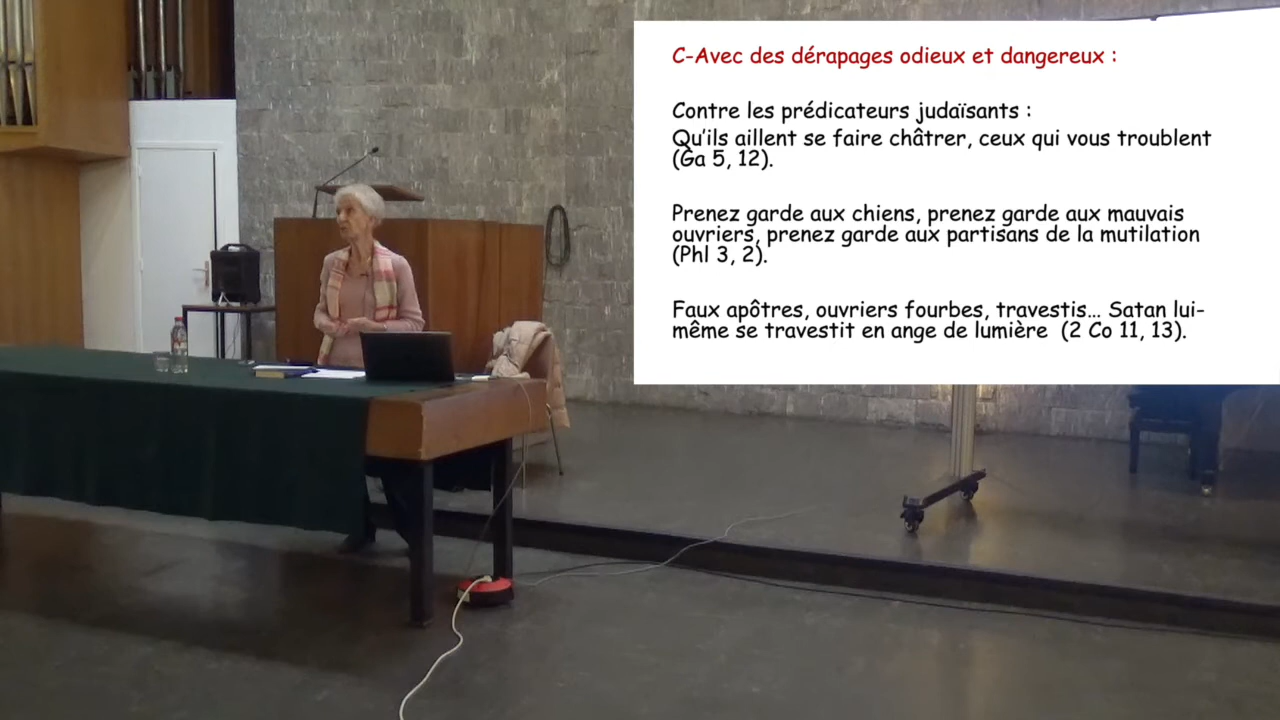 C-Avec des dérapages odieux et dangereux :
Contre les prédicateurs judaïsants :
Qu'ils aillent se faire châtrer, ceux qui vous troublent
(Ga 5, 12).
Prenez garde aux chiens, prenez garde aux mauvais
ouvriers, prenez garde aux partisans de la mutilation
(Phl 3, 2).
Faux apôtres, ouvriers fourbes, travestis... Satan lui-
même se travestit en ange de lumière (2 Co 11, 13).